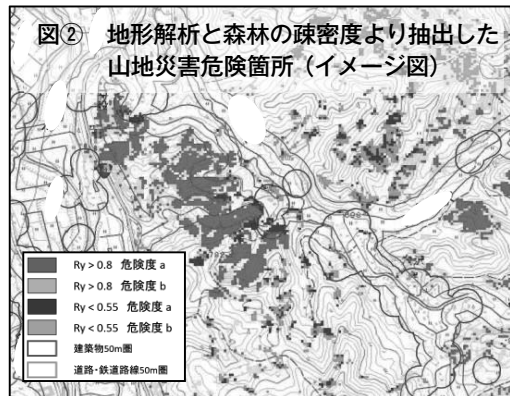 図② 地形解析と森林の疎密度より抽出した
山地災害危険箇所（イメージ図）
Ry > 0.8 危険度 a
Ry > 0.8 危険度 b
Ry < 0.55 危険度 a
Ry < 0.55 危険度 b
建築物50m圏
道路・鉄道路線50m圏